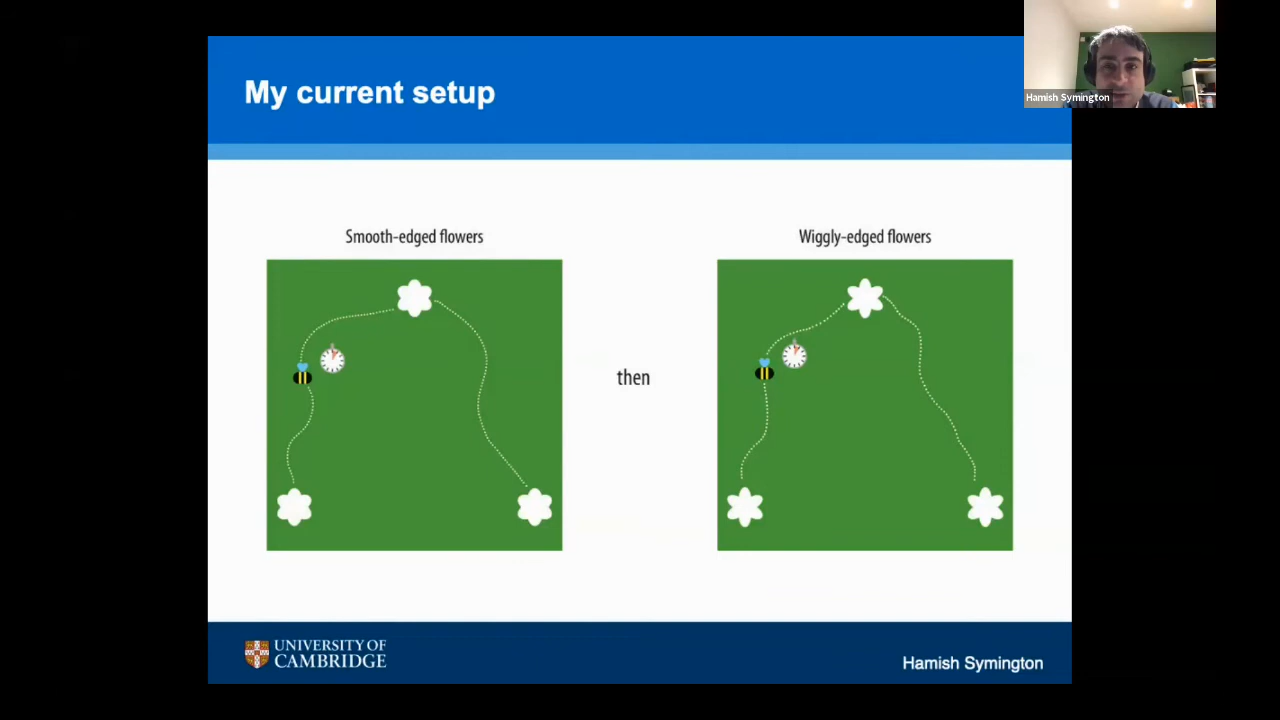 My current setup
Hamish Symington
Smooth-edged flowers
Wiggly-edged flowers
then
UNIVERSITY OF
CAMBRIDGE
Hamish Symington